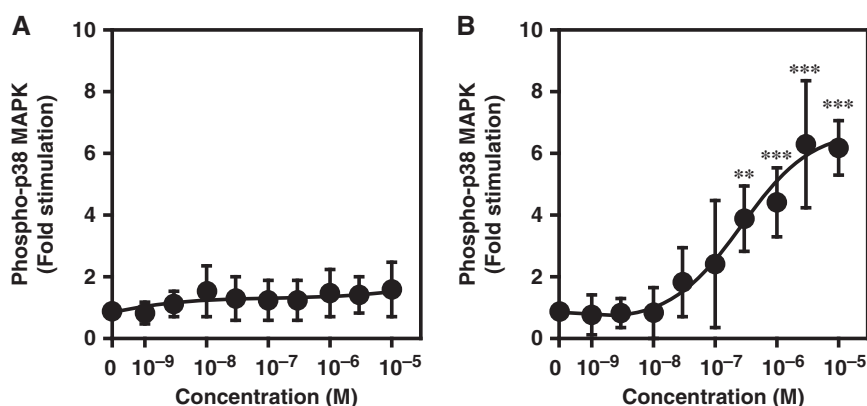 A
Phospho-p38 MAPK
(Fold stimulation)
10
8
6
4
2
0
0 10⁻⁹ 10⁻⁸ 10⁻⁷ 10⁻⁶ 10⁻⁵
Concentration (M)
B
Phospho-p38 MAPK
(Fold stimulation)
10
8
6
4
2
0
** *** *** ***
0 10⁻⁹ 10⁻⁸ 10⁻⁷ 10⁻⁶ 10⁻⁵
Concentration (M)